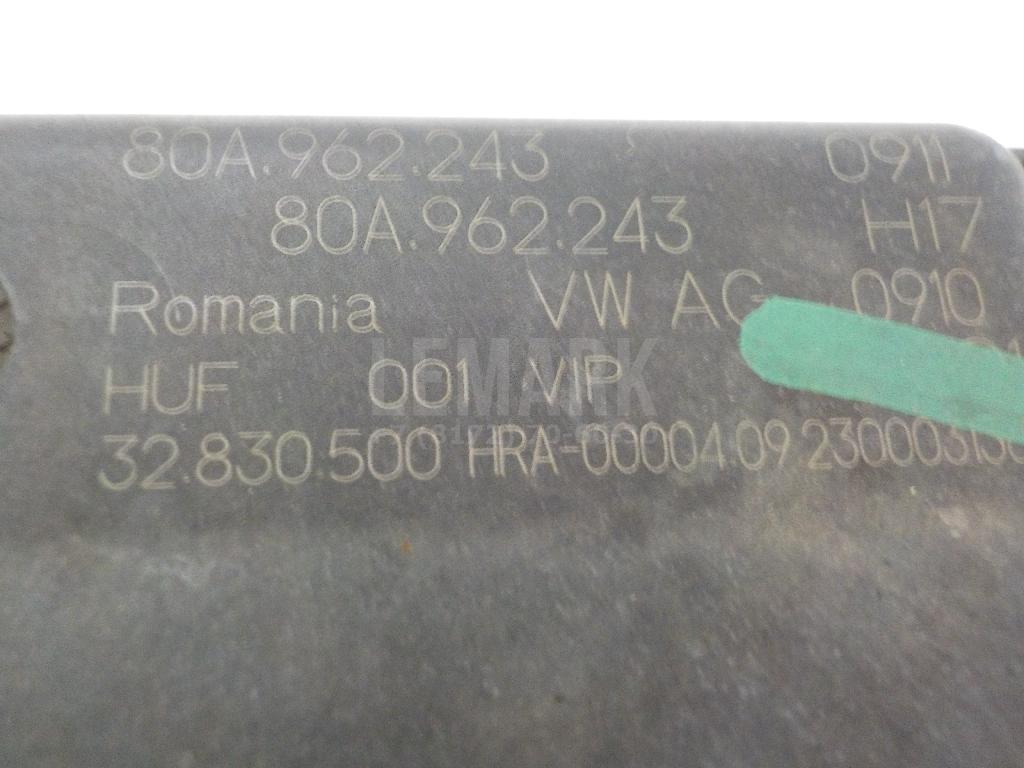 80A.962.243 0911
80A.962.243 H17
Romania VW AG 0910
HUF 001 VIP
LEMARK
32.830.500 HRA-00004.09.23000